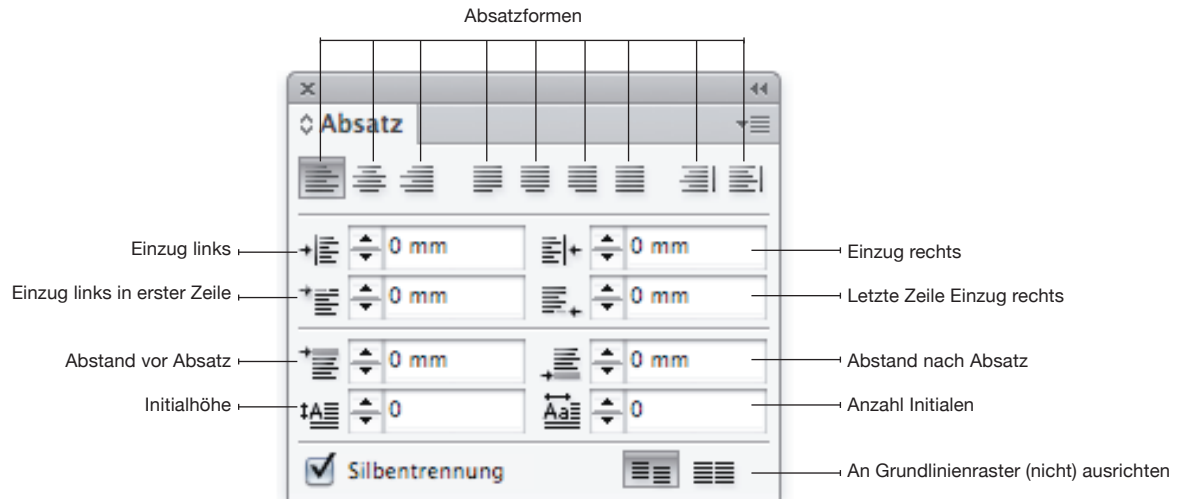 Absatzformen
Absatz
Einzug links
0 mm
0 mm
Einzug rechts
Einzug links in erster Zeile
0 mm
0 mm
Letzte Zeile Einzug rechts
Abstand vor Absatz
0 mm
0 mm
Abstand nach Absatz
Initialhöhe
0
0
Anzahl Initialen
Silbentrennung
An Grundlinienraster (nicht) ausrichten